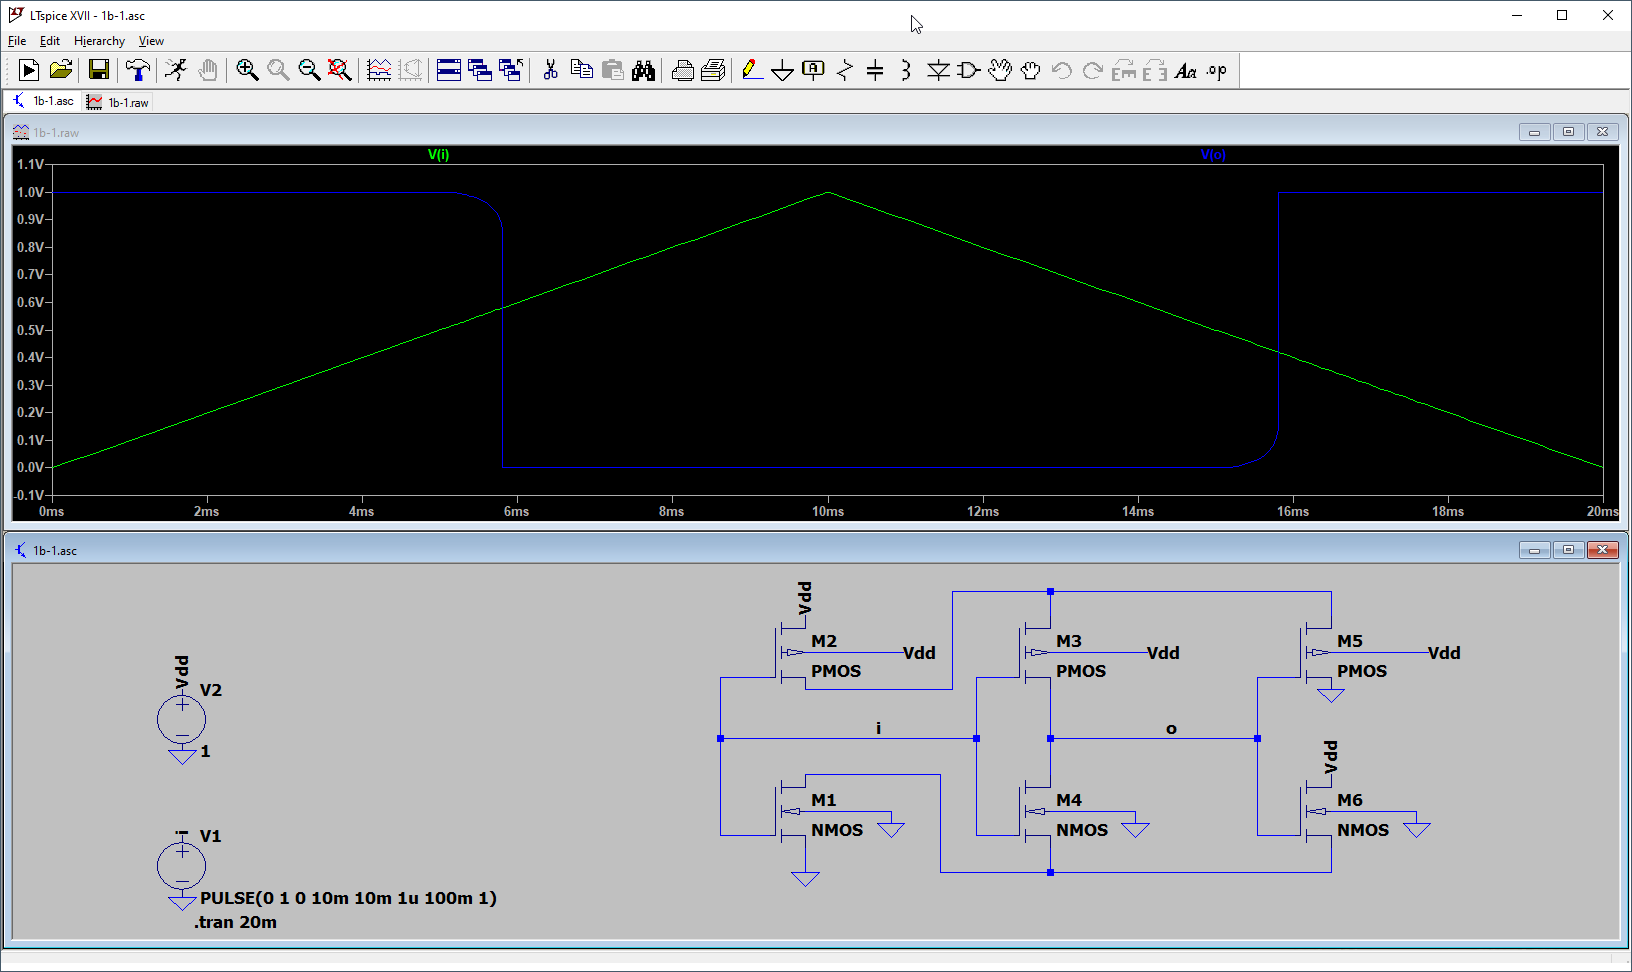 LTspice XVII - 1b-1.asc
File Edit Hierarchy View
1b-1.asc 1b-1.raw
1b-1.raw
V(i) V(o)
1.1V
1.0V
0.9V
0.8V
0.7V
0.6V
0.5V
0.4V
0.3V
0.2V
0.1V
0.0V
-0.1V
0ms 2ms 4ms 6ms 8ms 10ms 12ms 14ms 16ms 18ms 20ms
1b-1.asc
Vdd
V2
1
i
V1
PULSE(0 1 0 10m 10m 1u 100m 1)
.tran 20m
Vdd
M2
Vdd
PMOS
M3
Vdd
PMOS
M5
Vdd
PMOS
i
o
M1
NMOS
M4
NMOS
Vdd
M6
NMOS